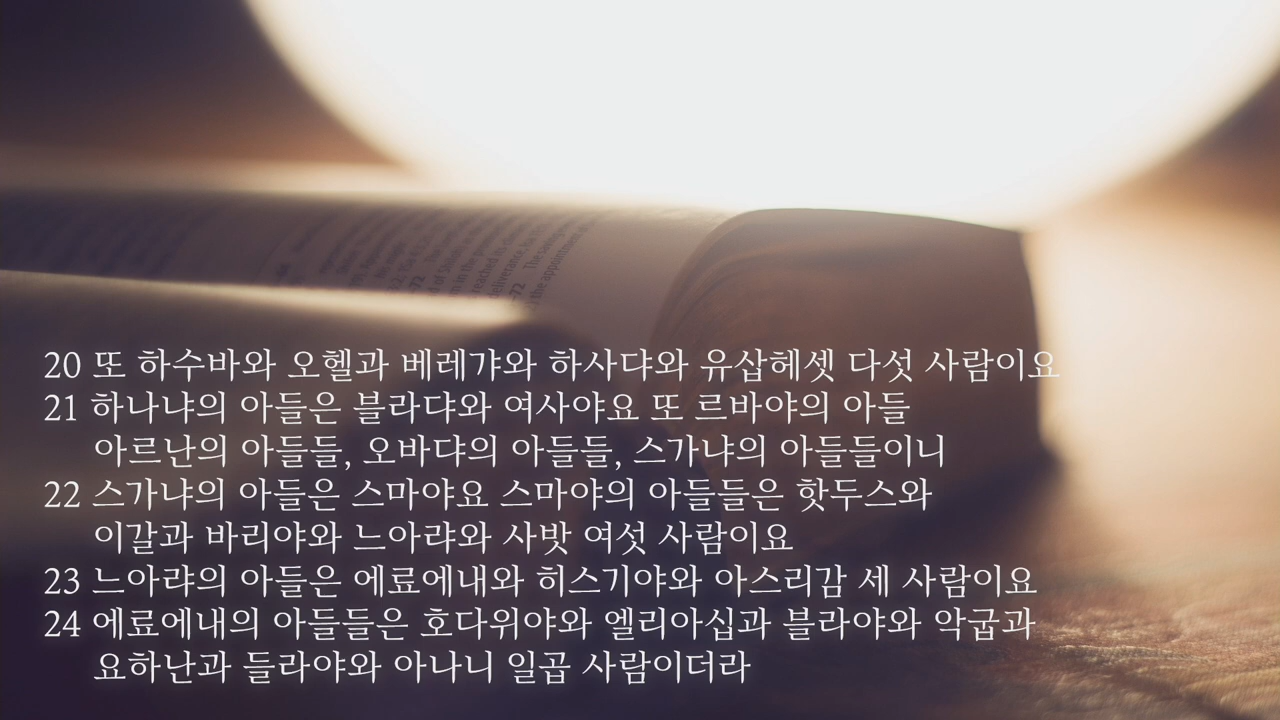 20 또 하수바와 오헬과 베레갸와 하사댜와 유삽헤셋 다섯 사람이요
21 하나냐의 아들은 블라댜와 여사야요 또 르바야의 아들
아르난의 아들들, 오바댜의 아들들, 스가냐의 아들들이니
22 스가냐의 아들은 스마야요 스마야의 아들들은 핫두스와
이갈과 바리야와 느아랴와 사밧 여섯 사람이요
23 느아랴의 아들은 에료에내와 히스기야와 아스리감 세 사람이요
24 에료에내의 아들들은 호다위야와 엘리아십과 블라야와 악굽과
요하난과 들라야와 아나니 일곱 사람이더라